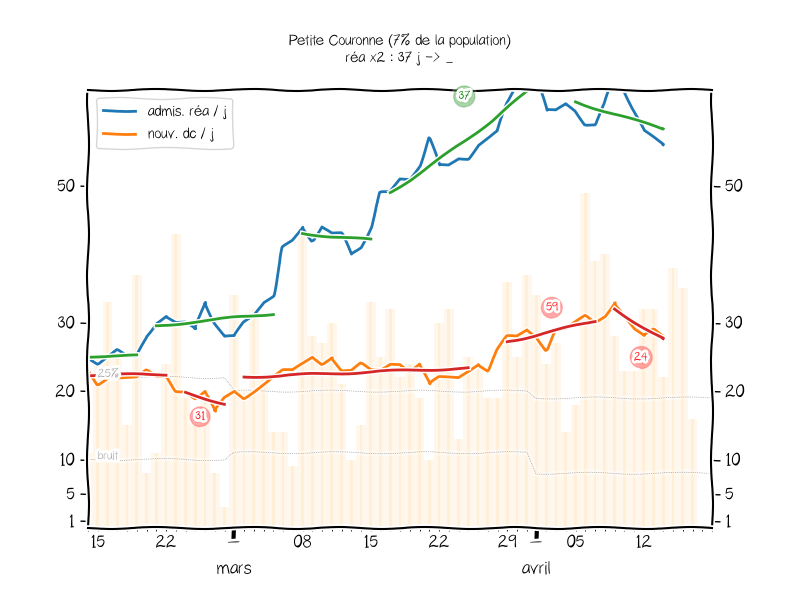 Petite Couronne (7% de la population)
réa x2 : 37 j -> _
admis. réa / j
nouv. dc / j
37
50
50
59
30
30
24
25%
20
20
31
bruit
10
10
5
5
1
1
15 22 — 08 15 22 29 — 05 12
mars avril